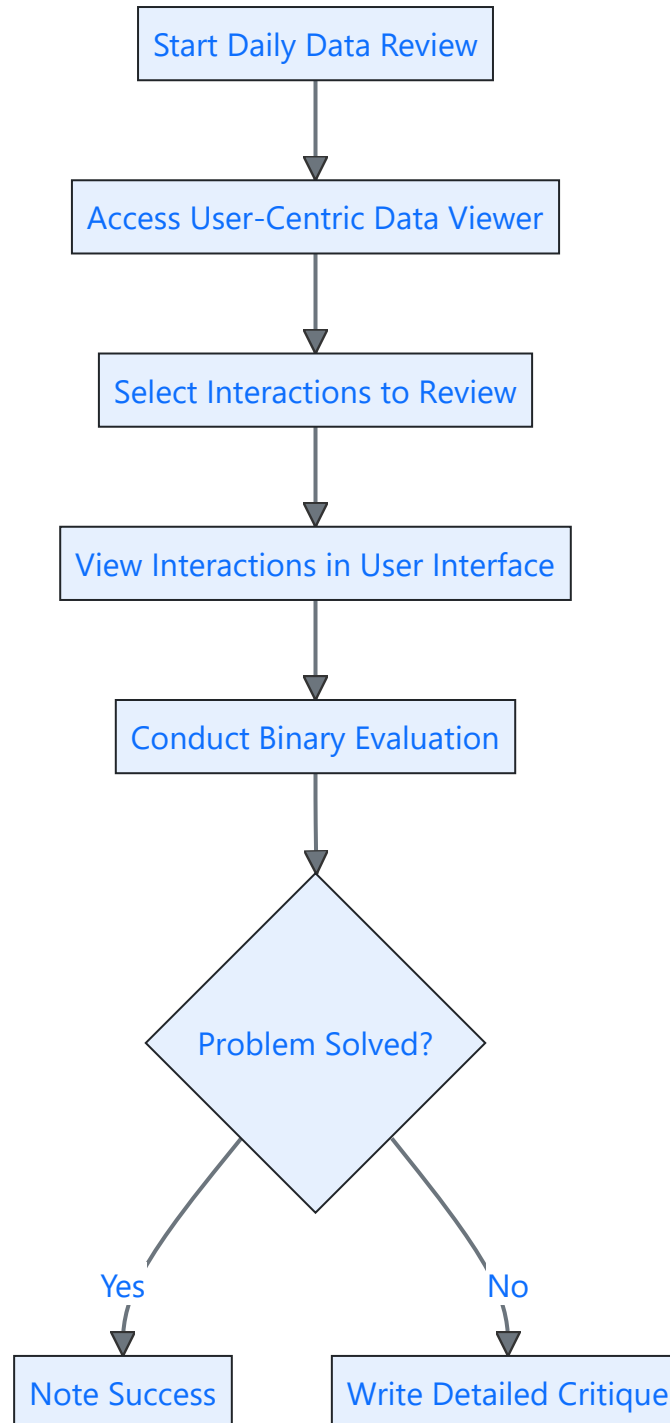 Start Daily Data Review
Access User-Centric Data Viewer
Select Interactions to Review
View Interactions in User Interface
Conduct Binary Evaluation
Problem Solved?
Yes
No
Note Success
Write Detailed Critique